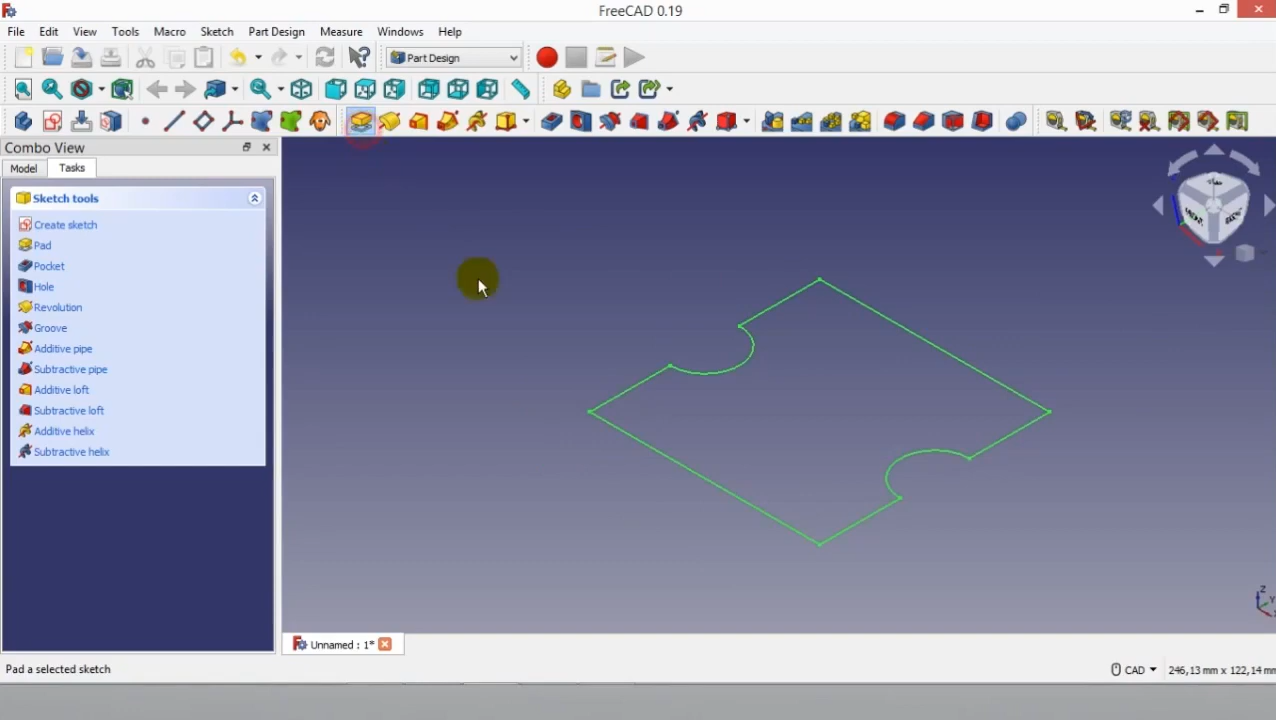 FreeCAD 0.19
File Edit View Tools Macro Sketch Part Design Measure Windows Help
Part Design
Combo View
Model Tasks
Sketch tools
Create sketch
Pad
Pocket
Hole
Revolution
Groove
Additive pipe
Subtractive pipe
Additive loft
Subtractive loft
Additive helix
Subtractive helix
Z
Y
Unnamed : 1*
Pad a selected sketch
CAD 246,13 mm x 122,14 mm